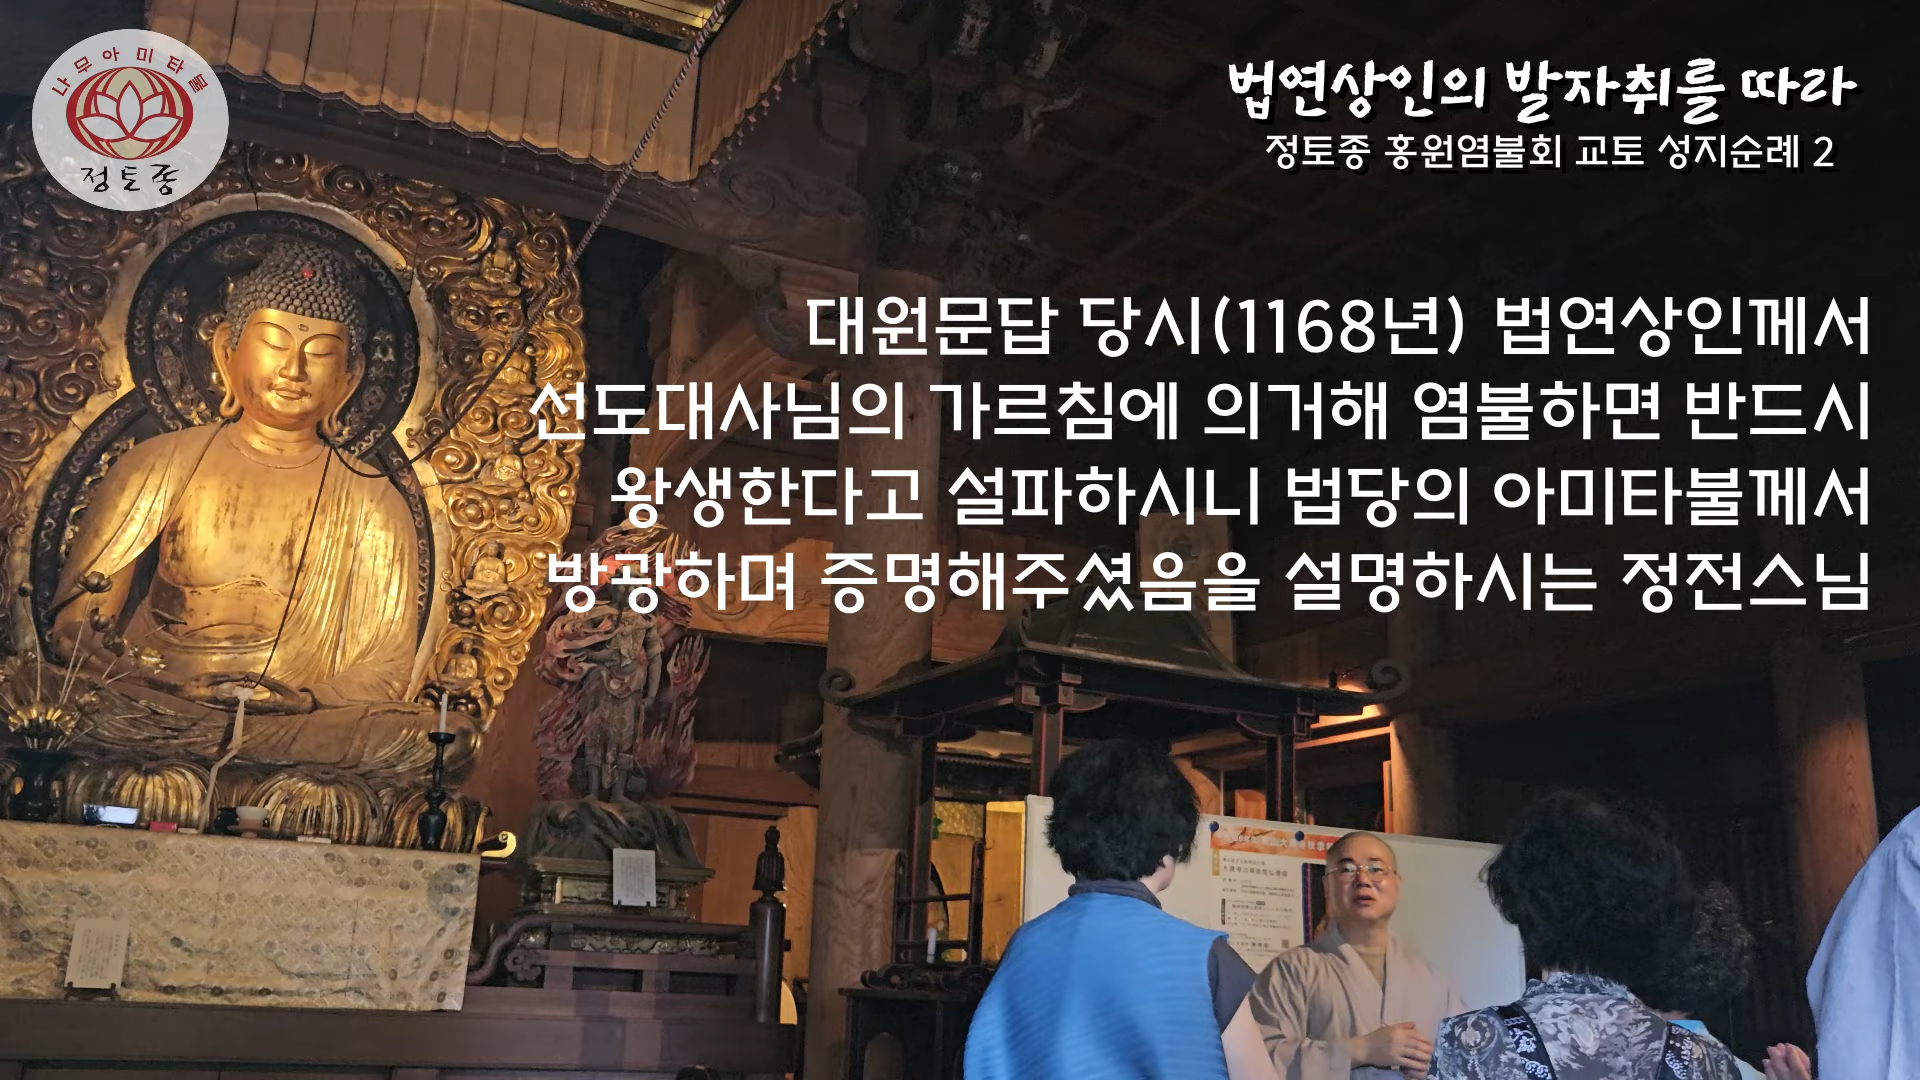 나무아미타불
정토종
법연상인의 발자취를 따라
정토종 홍원염불회 교토 성지순례 2
대원문답 당시(1168년) 법연상인께서
선도대사님의 가르침에 의거해 염불하면 반드시
왕생한다고 설파하시니 법당의 아미타불께서
방광하며 증명해주셨음을 설명하시는 정전스님